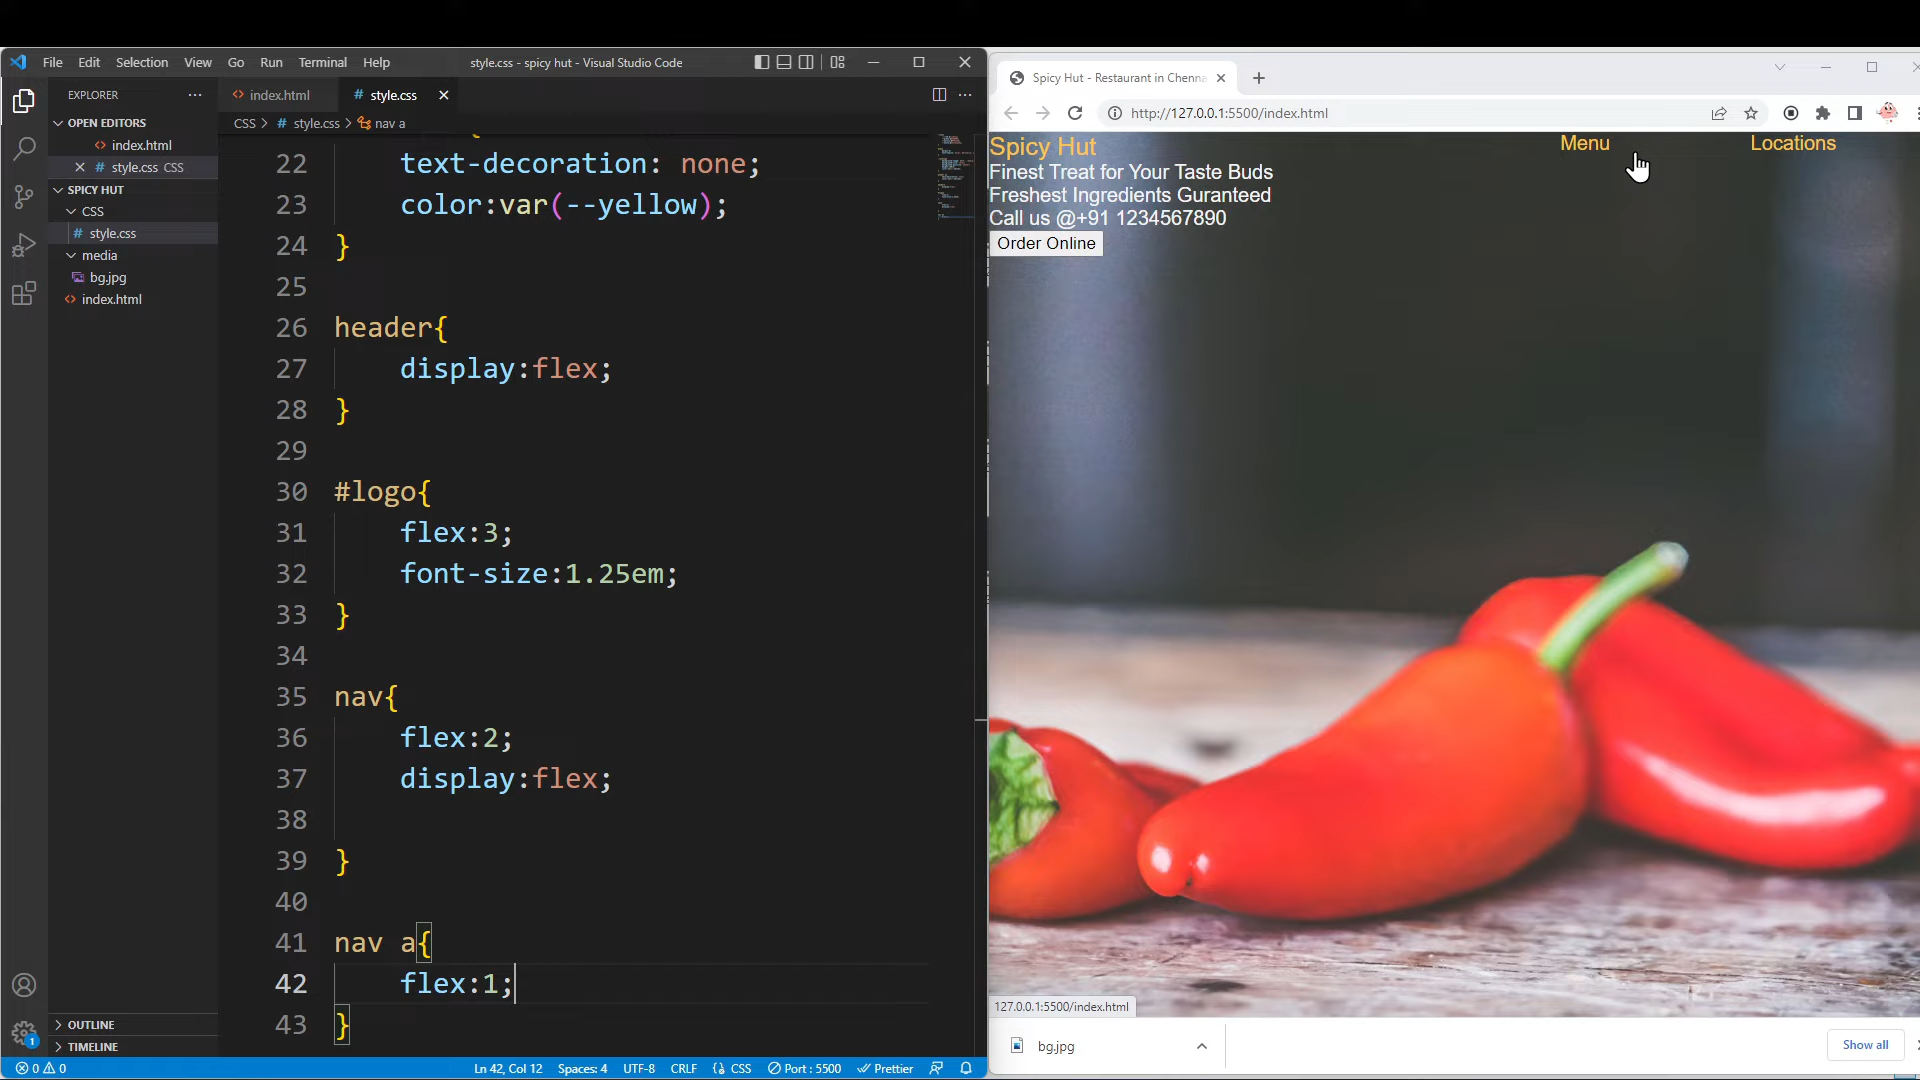 File Edit Selection View Go Run Terminal Help
style.css - spicy hut - Visual Studio Code
EXPLORER
OPEN EDITORS
index.html
style.css CSS
SPICY HUT
CSS
style.css
media
bg.jpg
index.html
OUTLINE
TIMELINE
index.html
style.css
CSS > # style.css > nav a
22 text-decoration: none;
23 color:var(--yellow);
24 }
25
26 header{
27 display:flex;
28 }
29
30 #logo{
31 flex:3;
32 font-size:1.25em;
33 }
34
35 nav{
36 flex:2;
37 display:flex;
38
39 }
40
41 nav a{
42 flex:1;
43 }
1
0 0
Ln 42, Col 12 Spaces: 4 UTF-8 CRLF {} CSS Port : 5500 Prettier
Spicy Hut - Restaurant in Chenna
http://127.0.0.1:5500/index.html
Spicy Hut Menu Locations
Finest Treat for Your Taste Buds
Freshest Ingredients Guranteed
Call us @+91 1234567890
Order Online
127.0.0.1:5500/index.html
bg.jpg
Show all